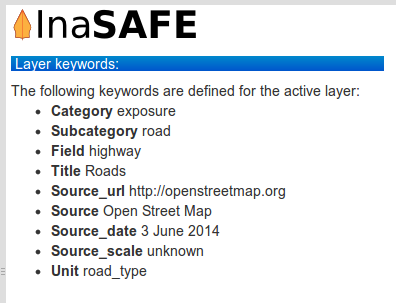 InaSAFE
Layer keywords:
The following keywords are defined for the active layer:
• Category exposure
• Subcategory road
• Field highway
• Title Roads
• Source_url http://openstreetmap.org
• Source Open Street Map
• Source_date 3 June 2014
• Source_scale unknown
• Unit road_type